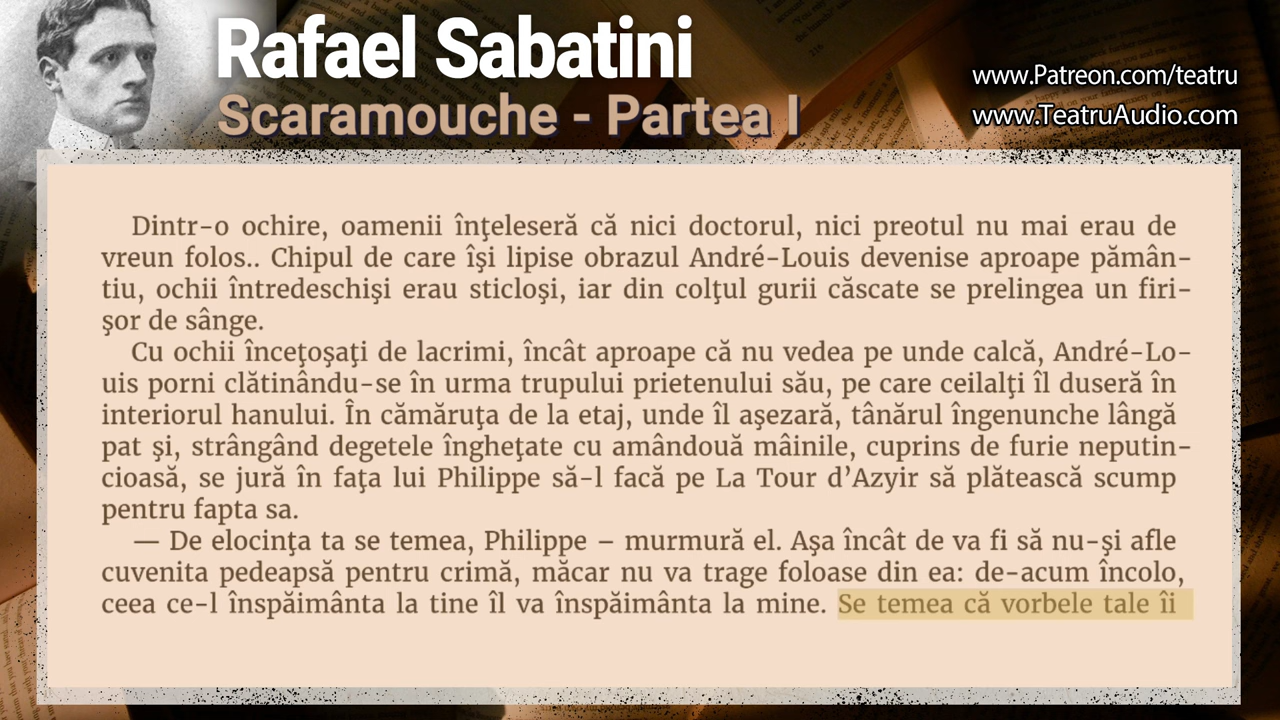 Rafael Sabatini
Scaramouche - Partea I
www.Patreon.com/teatru
www.TeatruAudio.com
Dintr-o ochire, oamenii înţeleseră că nici doctorul, nici preotul nu mai erau de
vreun folos.. Chipul de care îşi lipise obrazul André-Louis devenise aproape pămân-
tiu, ochii întredeschişi erau sticloşi, iar din colţul gurii căscate se prelingea un firi-
şor de sânge.
Cu ochii înceţoşaţi de lacrimi, încât aproape că nu vedea pe unde calcă, André-Lo-
uis porni clătinându-se în urma trupului prietenului său, pe care ceilalţi îl duseră în
interiorul hanului. În cămăruţa de la etaj, unde îl aşezară, tânărul îngenunche lângă
pat şi, strângând degetele îngheţate cu amândouă mâinile, cuprins de furie neputin-
cioasă, se jură în faţa lui Philippe să-l facă pe La Tour d’Azyir să plătească scump
pentru fapta sa.
— De elocinţa ta se temea, Philippe – murmură el. Aşa încât de va fi să nu-şi afle
cuvenita pedeapsă pentru crimă, măcar nu va trage foloase din ea: de-acum încolo,
ceea ce-l înspăimânta la tine îl va înspăimânta la mine. Se temea că vorbele tale îi